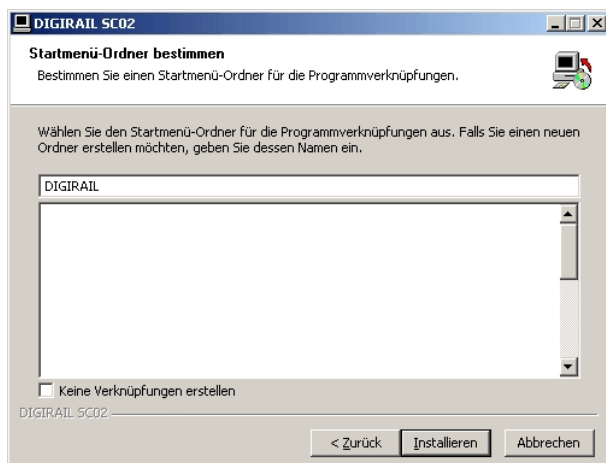 DIGIRAIL SC02
Startmenü-Ordner bestimmen
Bestimmen Sie einen Startmenü-Ordner für die Programmverknüpfungen.
Wählen Sie den Startmenü-Ordner für die Programmverknüpfungen aus. Falls Sie einen neuen
Ordner erstellen möchten, geben Sie dessen Namen ein.
DIGIRAIL
Keine Verknüpfungen erstellen
DIGIRAIL SC02
< Zurück Installieren Abbrechen